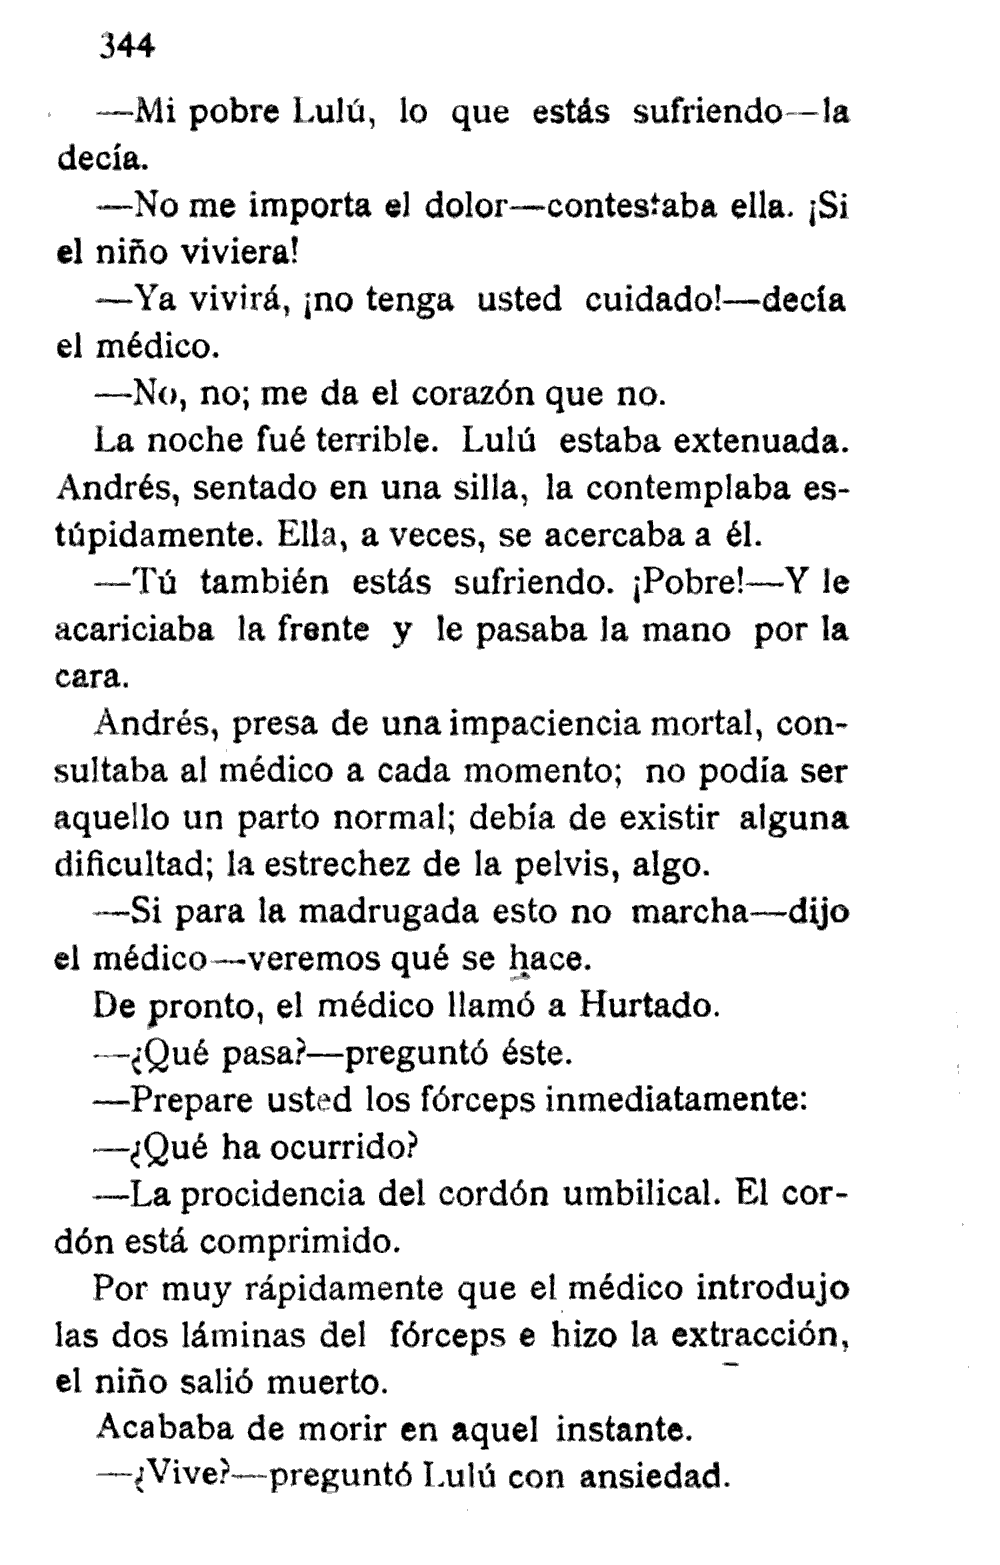 344
—Mi pobre Lulú, lo que estás sufriendo—la
decía.
—No me importa el dolor—contestaba ella. ¡Si
el niño viviera!
—Ya vivirá, ¡no tenga usted cuidado!—decía
el médico.
—No, no; me da el corazón que no.
La noche fué terrible. Lulú estaba extenuada.
Andrés, sentado en una silla, la contemplaba es-
túpidamente. Ella, a veces, se acercaba a él.
—Tú también estás sufriendo. ¡Pobre!—Y le
acariciaba la frente y le pasaba la mano por la
cara.
Andrés, presa de una impaciencia mortal, con-
sultaba al médico a cada momento; no podía ser
aquello un parto normal; debía de existir alguna
dificultad; la estrechez de la pelvis, algo.
—Si para la madrugada esto no marcha—dijo
el médico—veremos qué se hace.
De pronto, el médico llamó a Hurtado.
—¿Qué pasa?—preguntó éste.
—Prepare usted los fórceps inmediatamente:
—¿Qué ha ocurrido?
—La procidencia del cordón umbilical. El cor-
dón está comprimido.
Por muy rápidamente que el médico introdujo
las dos láminas del fórceps e hizo la extracción,
el niño salió muerto.
Acababa de morir en aquel instante.
—¿Vive?—preguntó Lulú con ansiedad.